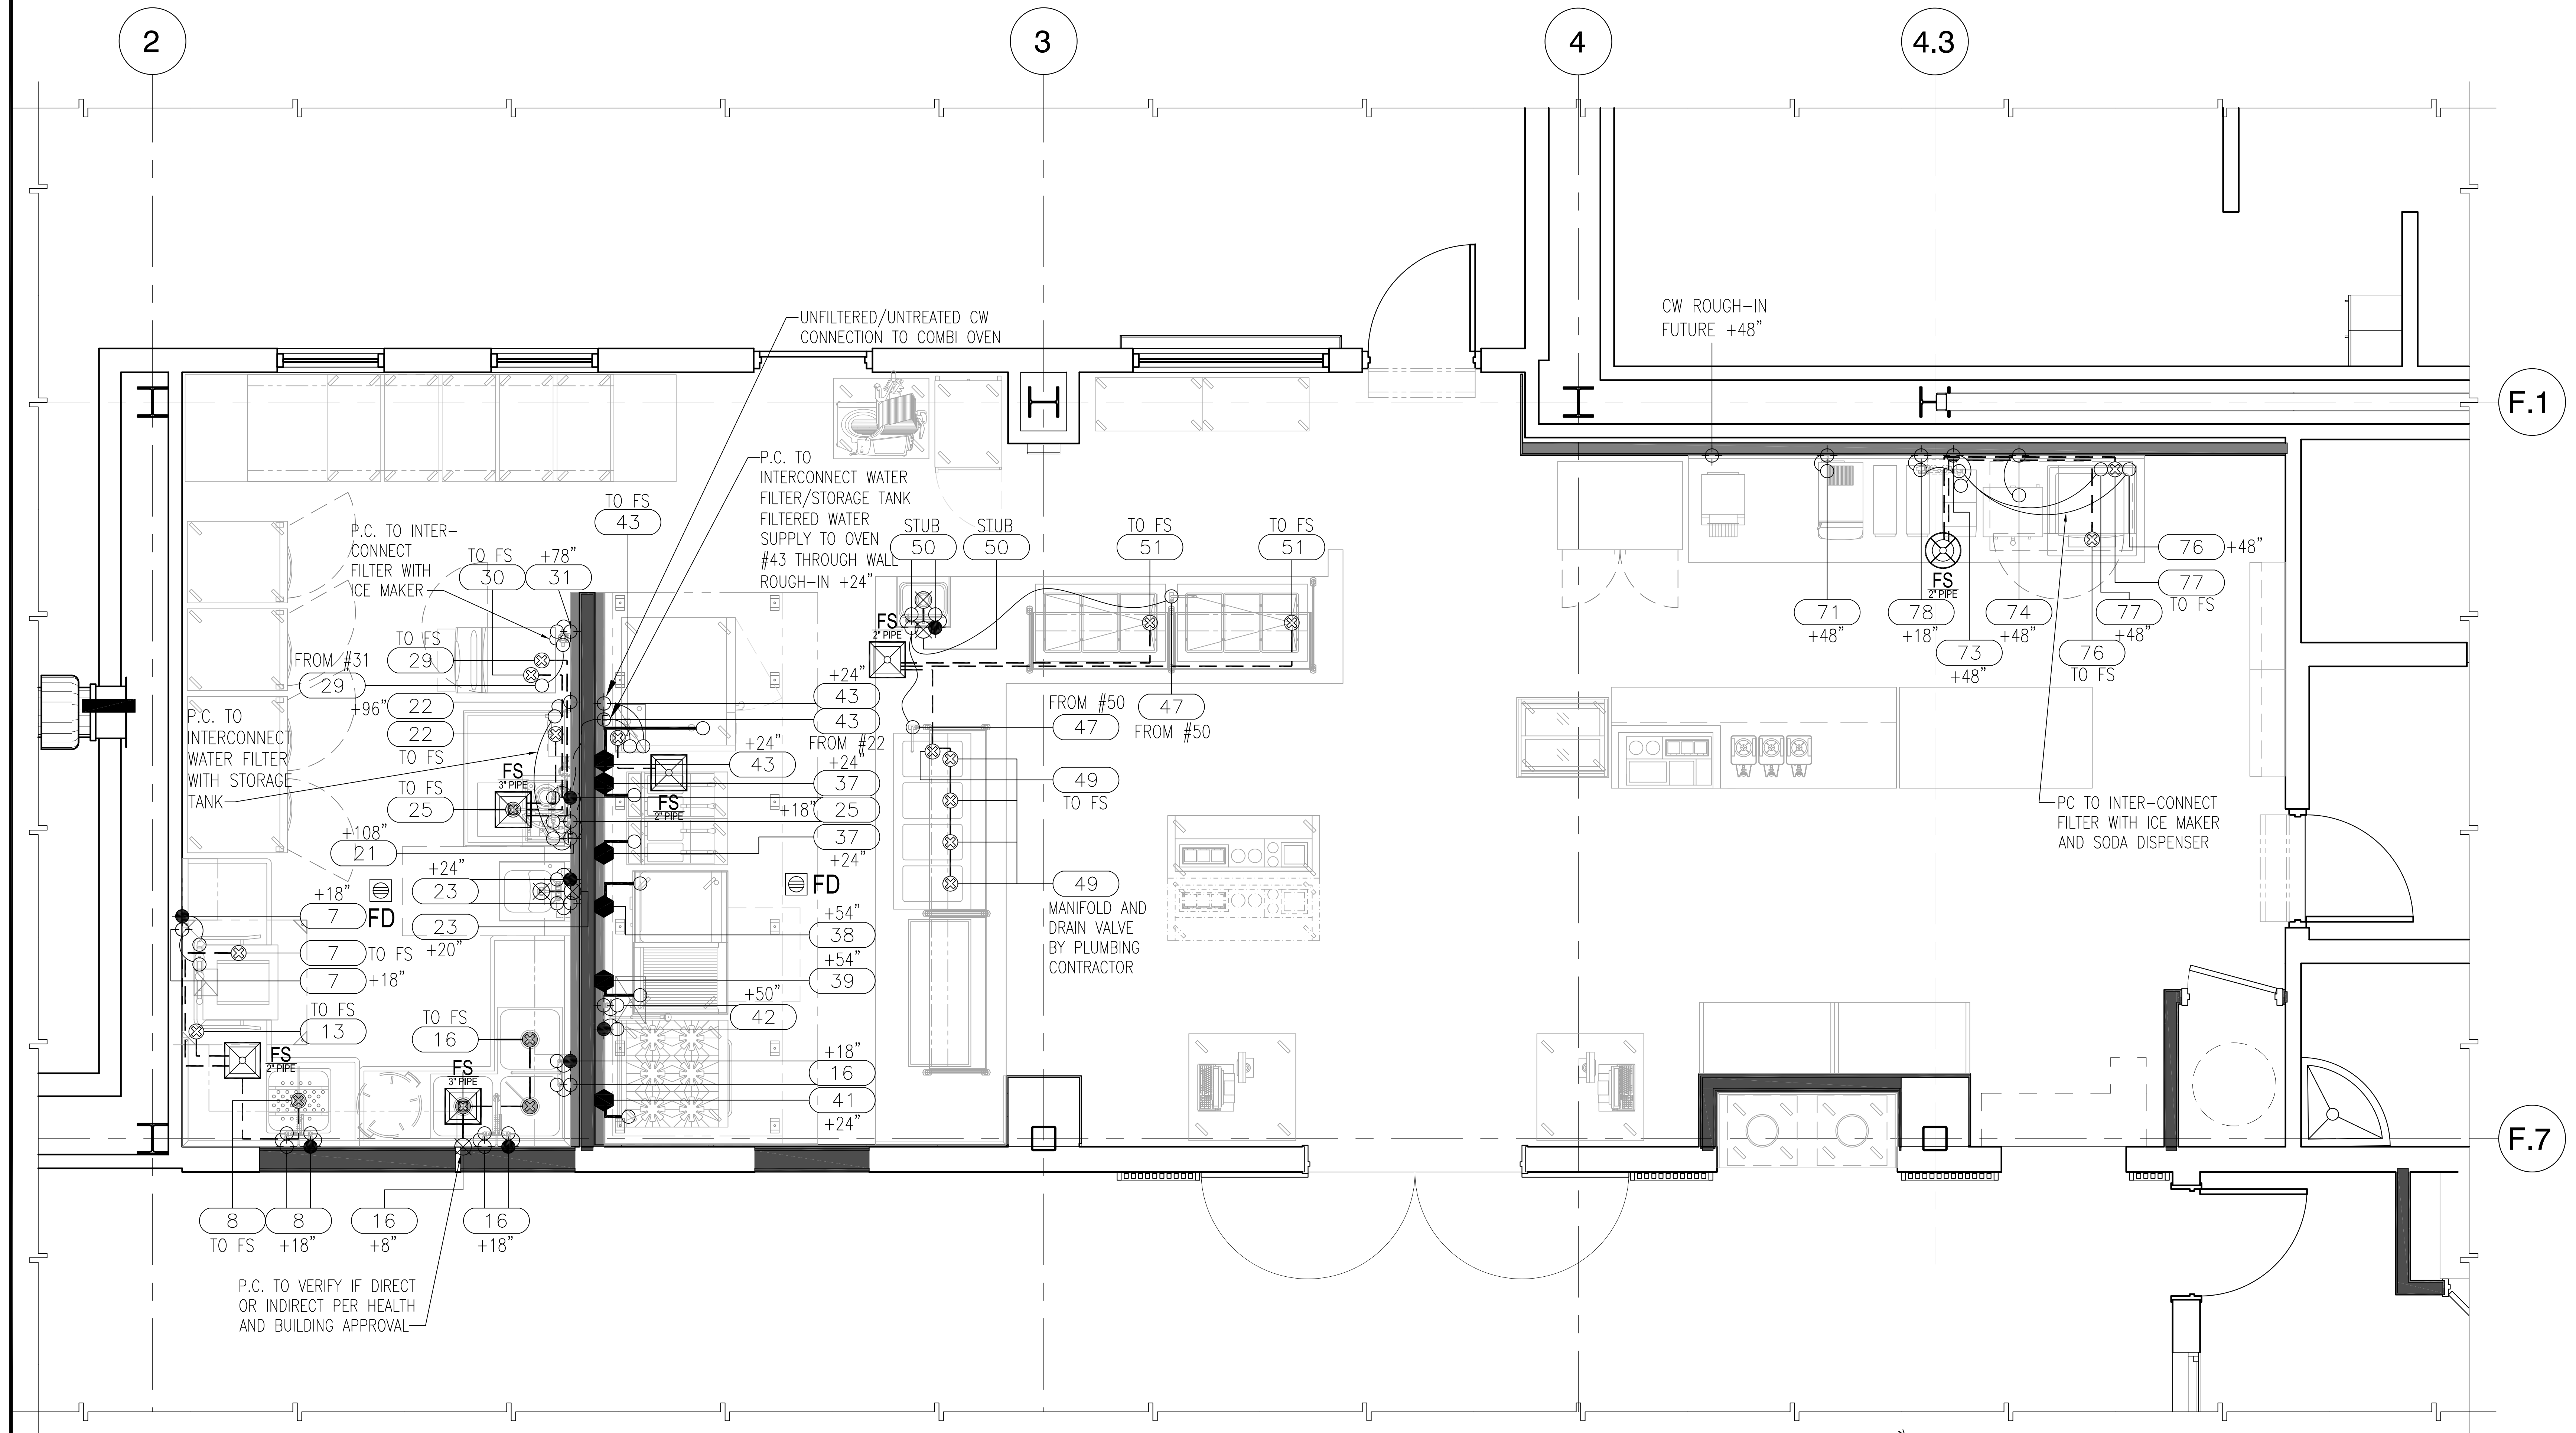 2
3
4
4.3
F.1
F.7
UNFILTERED/UNTREATED CW
CONNECTION TO COMBI OVEN
CW ROUGH-IN
FUTURE +48"
P.C. TO
INTERCONNECT WATER
FILTER/STORAGE TANK
FILTERED WATER
SUPPLY TO OVEN
#43 THROUGH WALL
ROUGH-IN +24"
TO FS
43
P.C. TO INTER-
CONNECT
FILTER WITH
ICE MAKER
TO FS
30
+78"
31
STUB
50
STUB
50
TO FS
51
TO FS
51
TO FS
29
FROM #31
29
+96"
22
22
TO FS
P.C. TO
INTERCONNECT
WATER FILTER
WITH STORAGE
TANK
FS
3" PIPE
TO FS
25
+108"
21
+24"
23
23
+20"
+18"
7
FD
7
TO FS
7
+18"
TO FS
13
FS
2" PIPE
TO FS
16
FS
3" PIPE
8
TO FS
8
+18"
16
+8"
16
+18"
P.C. TO VERIFY IF DIRECT
OR INDIRECT PER HEALTH
AND BUILDING APPROVAL
FS
2" PIPE
+24"
43
43
FROM #22
+24"
43
+24"
37
FS
2" PIPE
+18"
25
37
+24"
FD
+54"
38
+54"
39
+50"
42
+18"
16
41
+24"
FROM #50
47
47
FROM #50
49
TO FS
49
MANIFOLD AND
DRAIN VALVE
BY PLUMBING
CONTRACTOR
FS
2" PIPE
71
+48"
78
+18"
73
+48"
74
+48"
76
+48"
77
TO FS
77
+48"
76
TO FS
PC TO INTER-CONNECT
FILTER WITH ICE MAKER
AND SODA DISPENSER